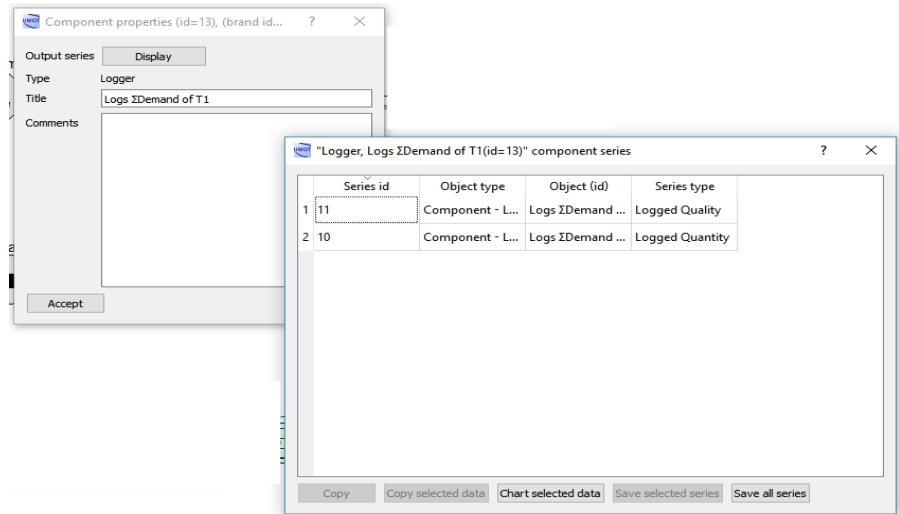 UWOT Component properties (id=13), (brand id... ? ×
Output series Display
Type Logger
Title Logs ΣDemand of T1
Comments
Accept
UWOT "Logger, Logs ΣDemand of T1(id=13)" component series ? ×
Series id Object type Object (id) Series type
1 11 Component - L... Logs ΣDemand ... Logged Quality
2 10 Component - L... Logs ΣDemand ... Logged Quantity
Copy Copy selected data Chart selected data Save selected series Save all series